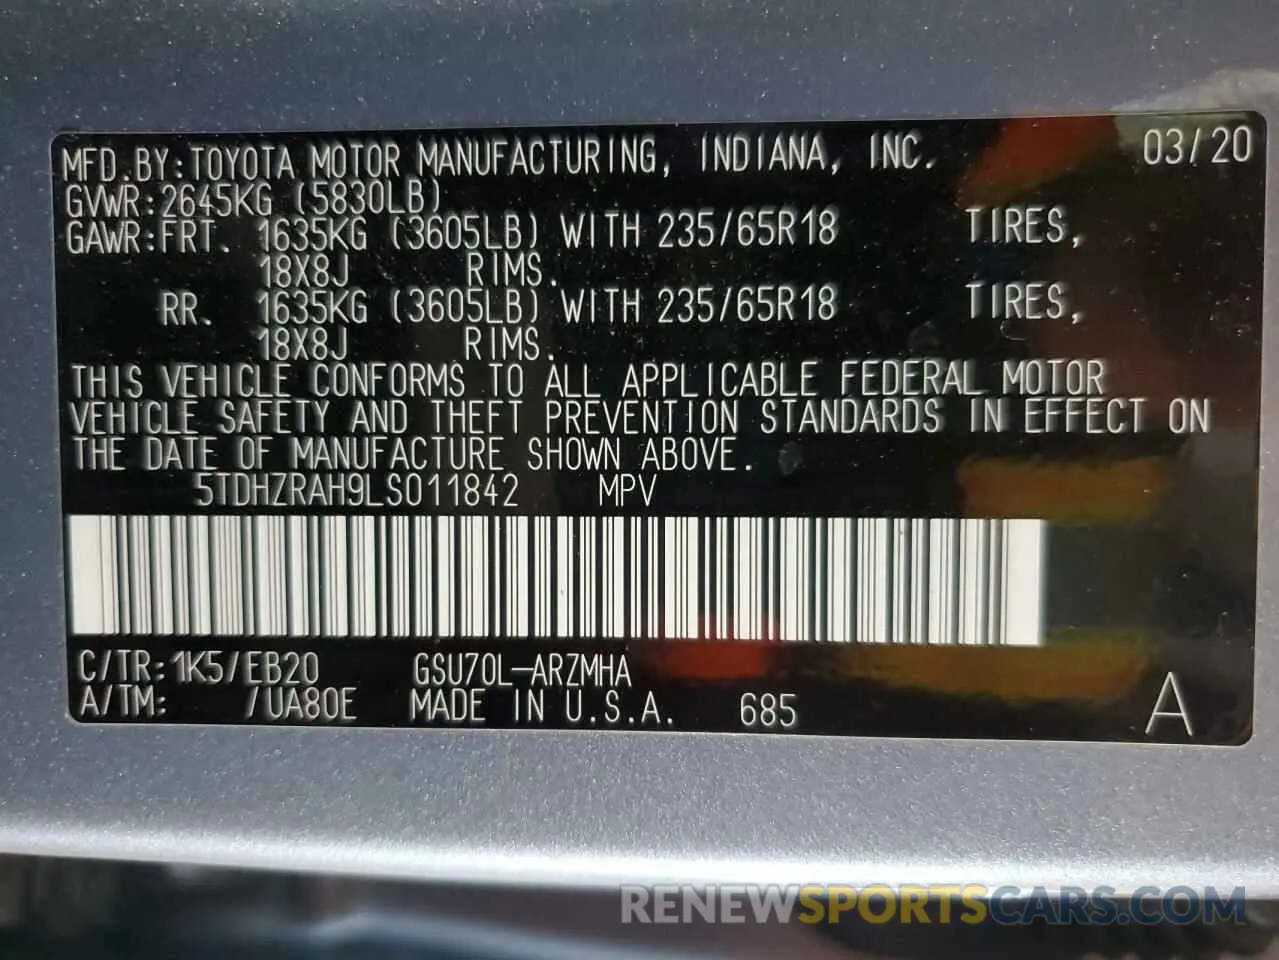 MFD.BY:TOYOTA MOTOR MANUFACTURING, INDIANA, INC. 03/20
GVWR:2645KG (5830LB)
GAWR:FRT. 1635KG (3605LB) WITH 235/65R18 TIRES,
18X8J RIMS.
RR. 1635KG (3605LB) WITH 235/65R18 TIRES,
18X8J RIMS.
THIS VEHICLE CONFORMS TO ALL APPLICABLE FEDERAL MOTOR
VEHICLE SAFETY AND THEFT PREVENTION STANDARDS IN EFFECT ON
THE DATE OF MANUFACTURE SHOWN ABOVE.
5TDHZRAH9LS011842 MPV
C/TR:1K5/EB20 GSU70L-ARZMHA
A/TM: /UA80E MADE IN U.S.A. 685 A
RENEWSPORTSCARS.COM